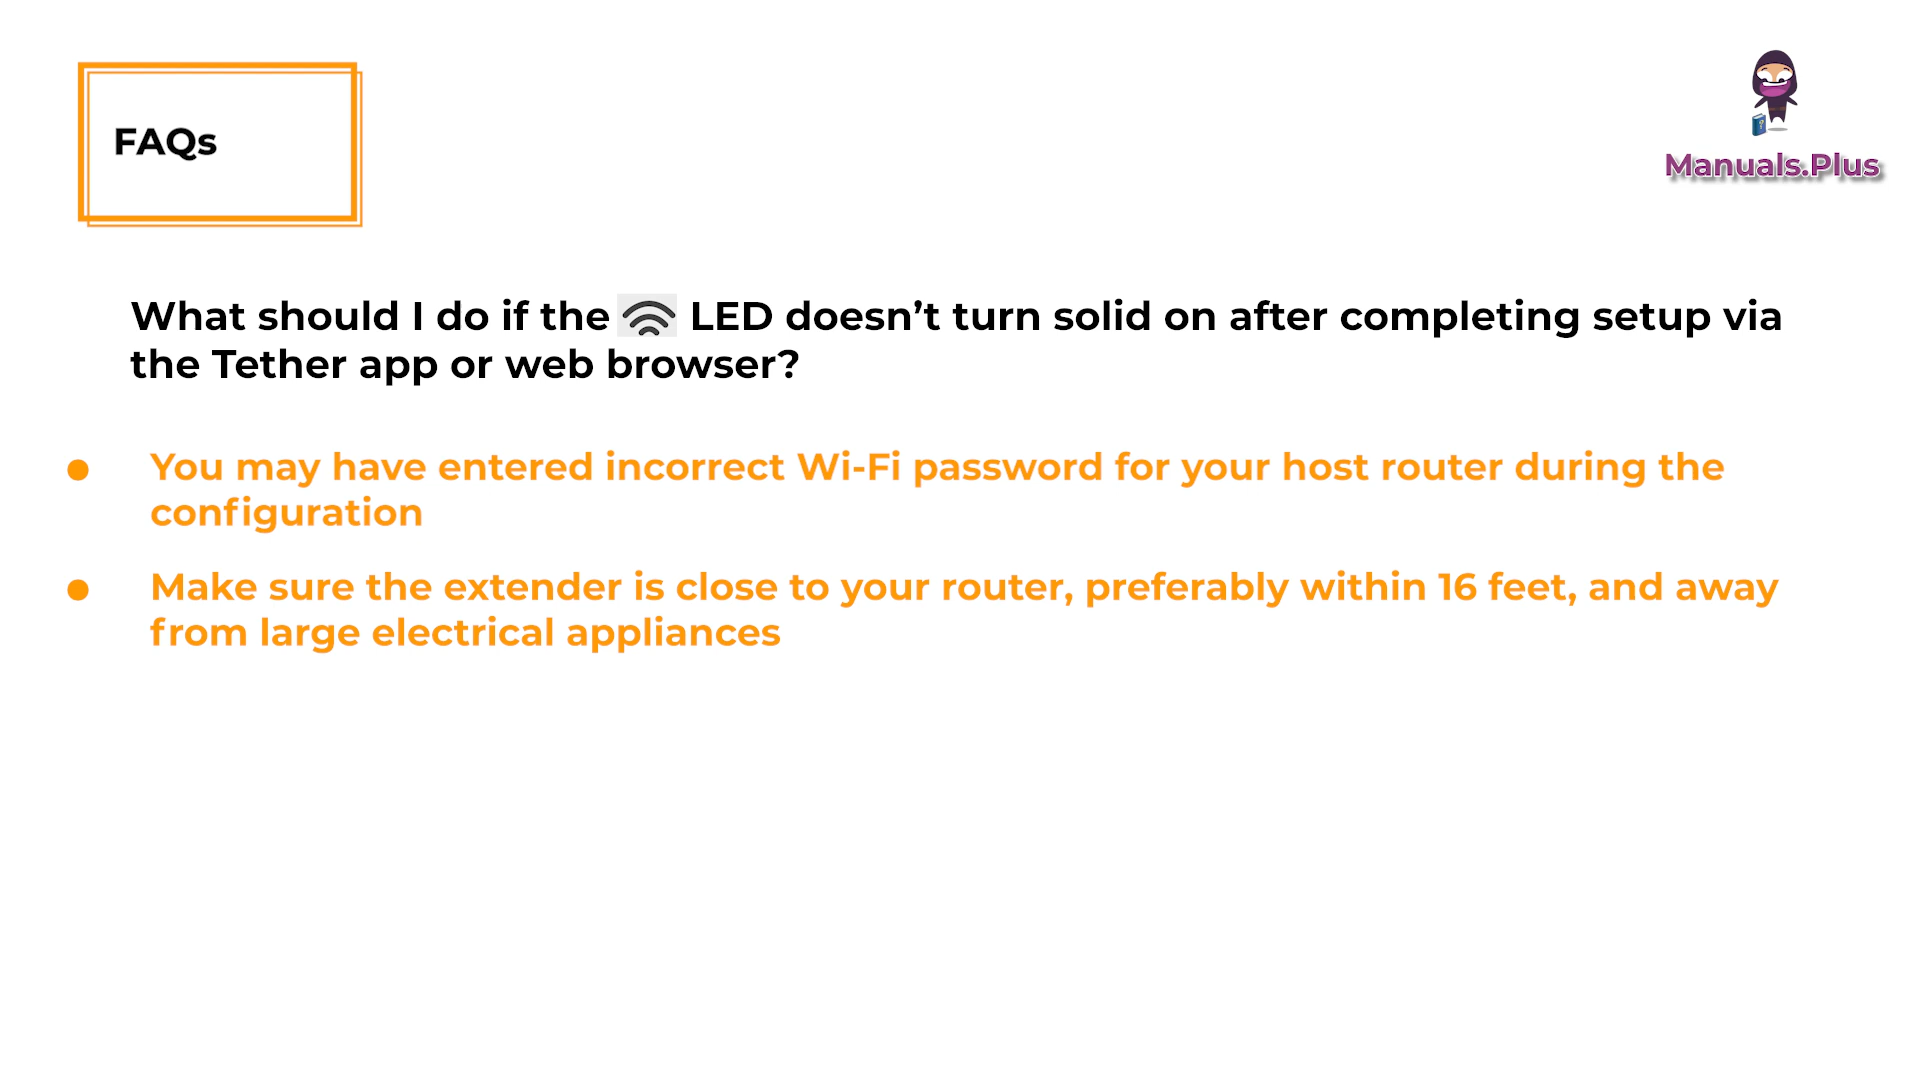 FAQs
Manuals.Plus
What should I do if the LED doesn’t turn solid on after completing setup via
the Tether app or web browser?
● You may have entered incorrect Wi-Fi password for your host router during the
configuration
● Make sure the extender is close to your router, preferably within 16 feet, and away
from large electrical appliances